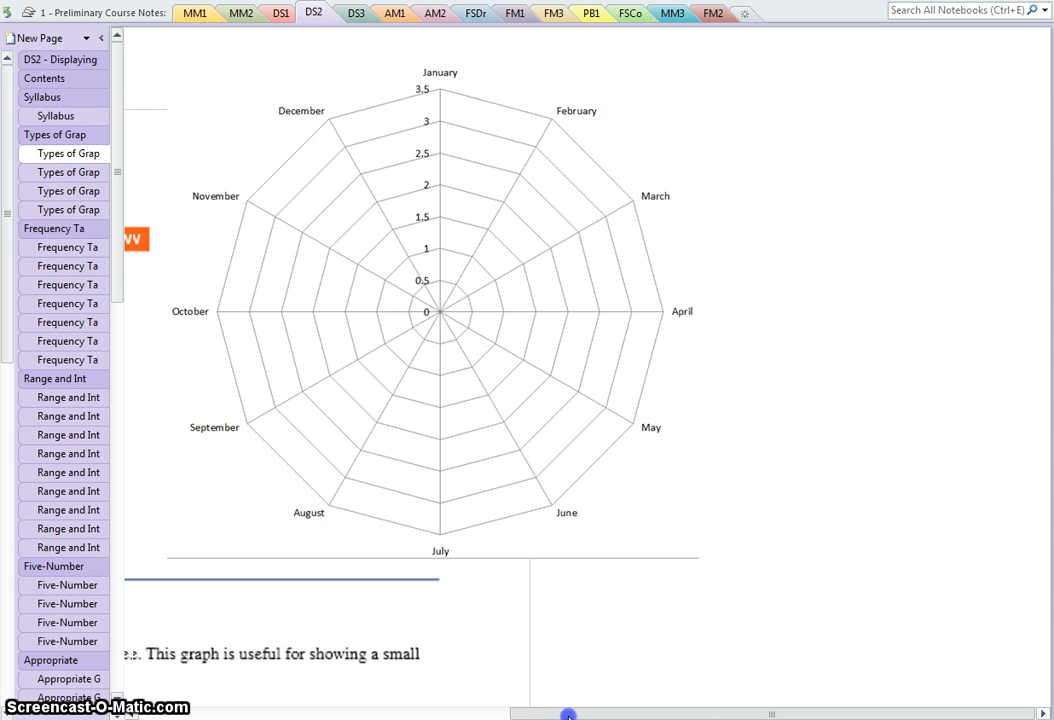 1 - Preliminary Course Notes: MM1 MM2 DS1 DS2 DS3 AM1 AM2 FSDr FM1 FM3 PB1 FSCo MM3 FM2 Search All Notebooks (Ctrl+E)
New Page
DS2 - Displaying
Contents
Syllabus
Syllabus
Types of Grap
Types of Grap
Types of Grap
Types of Grap
Types of Grap
Frequency Ta
Frequency Ta
Frequency Ta
Frequency Ta
Frequency Ta
Frequency Ta
Frequency Ta
Frequency Ta
Range and Int
Range and Int
Range and Int
Range and Int
Range and Int
Range and Int
Range and Int
Range and Int
Range and Int
Range and Int
Five-Number
Five-Number
Five-Number
Five-Number
Five-Number
Appropriate
Appropriate G
Appropriate G
January
3.5
December
February
3
2.5
November
2
March
1.5
1
0.5
October
0
April
September
May
August
June
July
This graph is useful for showing a small
Screencast-O-Matic.com